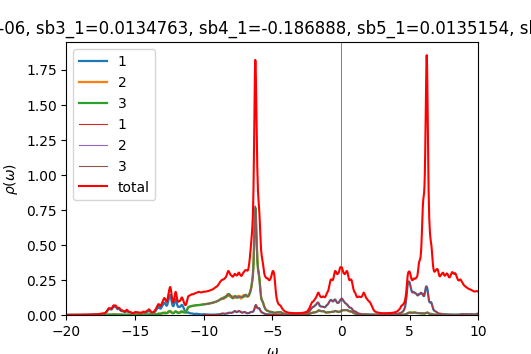 -06, sb3_1=0.0134763, sb4_1=-0.186888, sb5_1=0.0135154, sb
1
2
3
1
2
3
total
ρ(ω)
1.75
1.50
1.25
1.00
0.75
0.50
0.25
0.00
−20 −15 −10 −5 0 5 10
ω